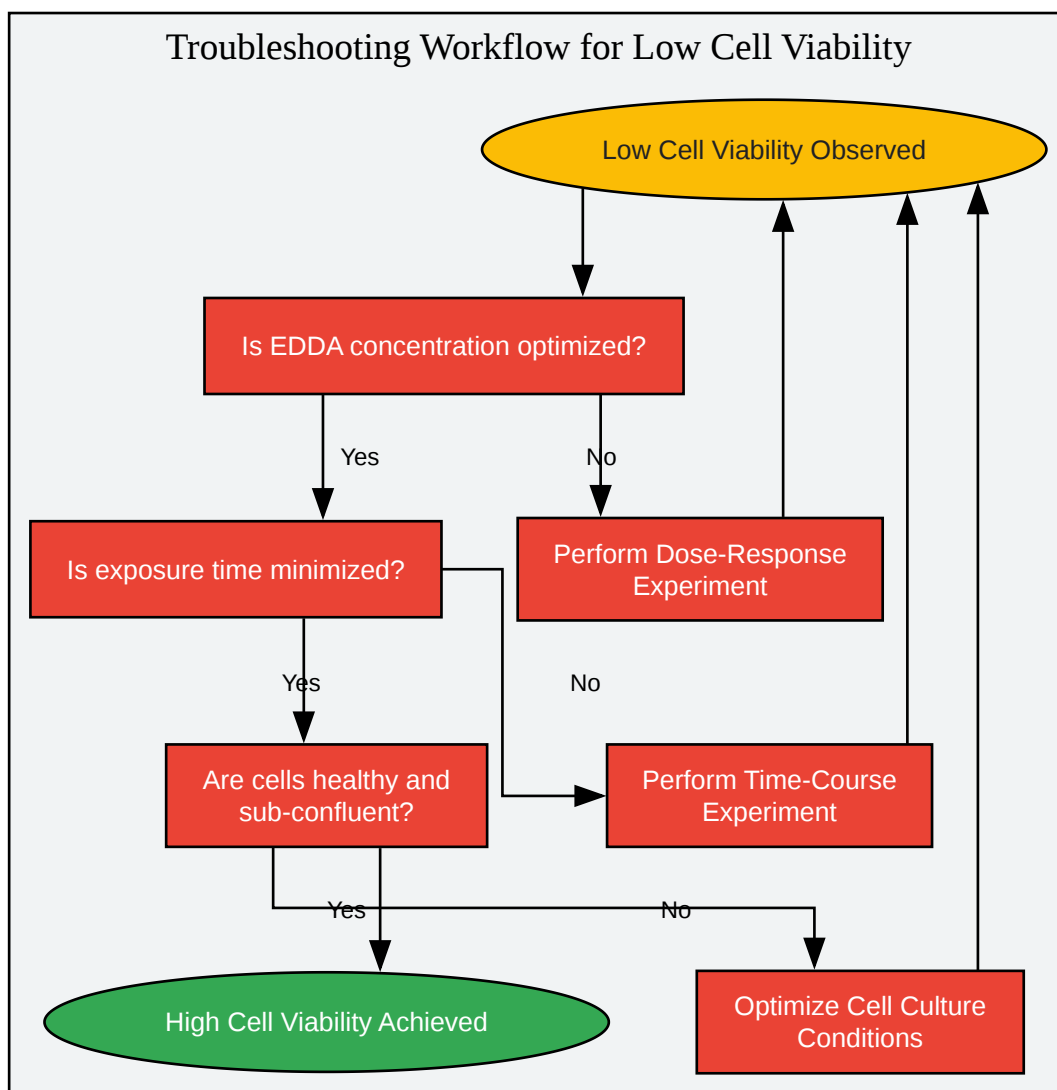 Troubleshooting Workflow for Low Cell Viability
Low Cell Viability Observed
Is EDDA concentration optimized?
Yes
No
Is exposure time minimized?
Perform Dose-Response
Experiment
Yes
No
Are cells healthy and
sub-confluent?
Perform Time-Course
Experiment
Yes
No
High Cell Viability Achieved
Optimize Cell Culture
Conditions